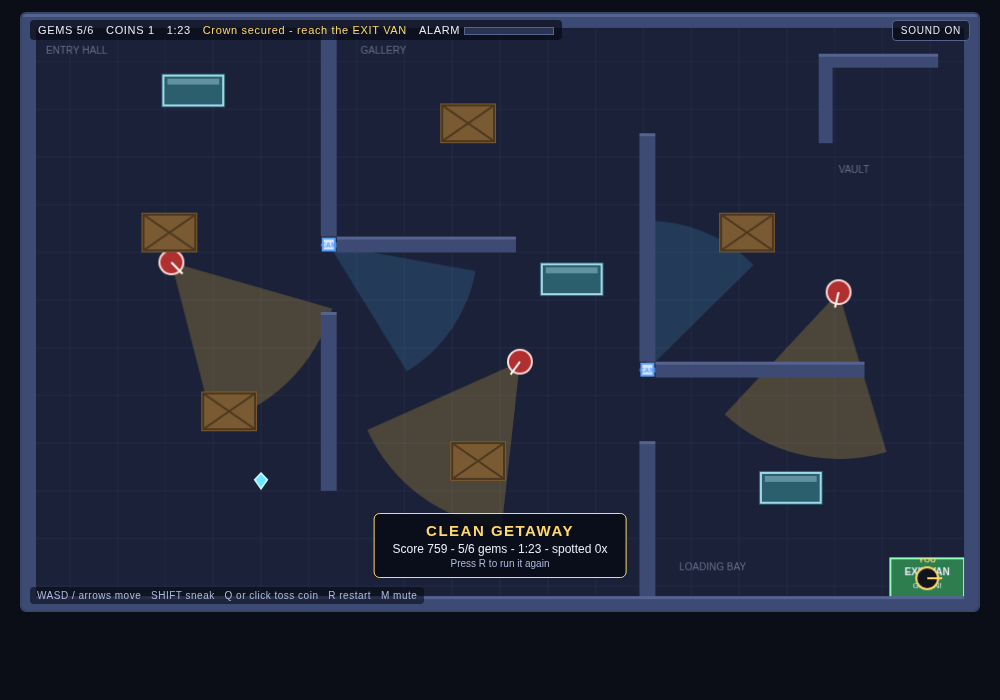 GEMS 5/6 COINS 1 1:23 Crown secured - reach the EXIT VAN ALARM
SOUND ON
ENTRY HALL
GALLERY
VAULT
CLEAN GETAWAY
Score 759 - 5/6 gems - 1:23 - spotted 0x
Press R to run it again
LOADING BAY
YOU
WASD / arrows move SHIFT sneak Q or click toss coin R restart M mute